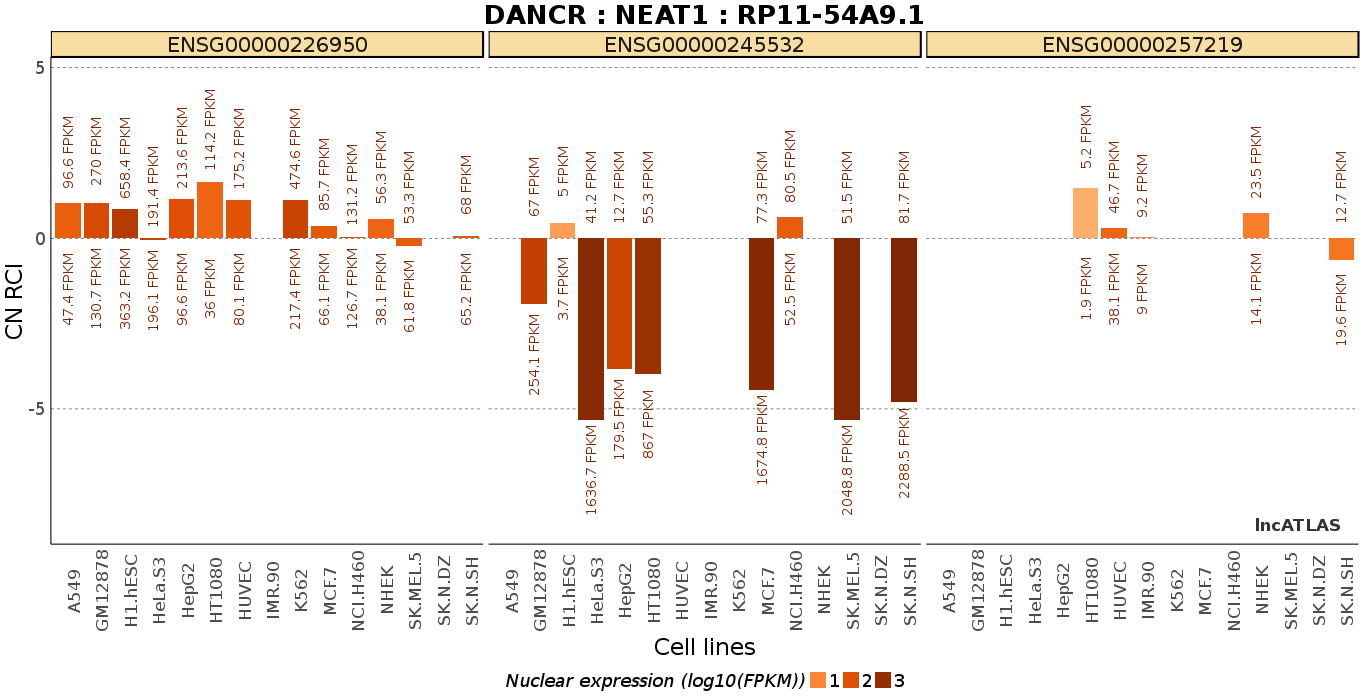 DANCR : NEAT1 : RP11-54A9.1
ENSG00000226950 ENSG00000245532 ENSG00000257219
CN RCI
5
0
-5
96.6 FPKM
270 FPKM
658.4 FPKM
191.4 FPKM
213.6 FPKM
114.2 FPKM
175.2 FPKM
474.6 FPKM
85.7 FPKM
131.2 FPKM
56.3 FPKM
53.3 FPKM
68 FPKM
47.4 FPKM
130.7 FPKM
363.2 FPKM
196.1 FPKM
96.6 FPKM
36 FPKM
80.1 FPKM
217.4 FPKM
66.1 FPKM
126.7 FPKM
38.1 FPKM
61.8 FPKM
65.2 FPKM
67 FPKM
5 FPKM
41.2 FPKM
12.7 FPKM
55.3 FPKM
77.3 FPKM
80.5 FPKM
51.5 FPKM
81.7 FPKM
254.1 FPKM
3.7 FPKM
1636.7 FPKM
179.5 FPKM
867 FPKM
1674.8 FPKM
52.5 FPKM
2048.8 FPKM
2288.5 FPKM
5.2 FPKM
46.7 FPKM
9.2 FPKM
23.5 FPKM
12.7 FPKM
1.9 FPKM
38.1 FPKM
9 FPKM
14.1 FPKM
19.6 FPKM
lncATLAS
A549
GM12878
H1.hESC
HeLa.S3
HepG2
HT1080
HUVEC
IMR.90
K562
MCF.7
NCI.H460
NHEK
SK.MEL.5
SK.N.DZ
SK.N.SH
A549
GM12878
H1.hESC
HeLa.S3
HepG2
HT1080
HUVEC
IMR.90
K562
MCF.7
NCI.H460
NHEK
SK.MEL.5
SK.N.DZ
SK.N.SH
A549
GM12878
H1.hESC
HeLa.S3
HepG2
HT1080
HUVEC
IMR.90
K562
MCF.7
NCI.H460
NHEK
SK.MEL.5
SK.N.DZ
SK.N.SH
Cell lines
Nuclear expression (log10(FPKM)) 1 2 3